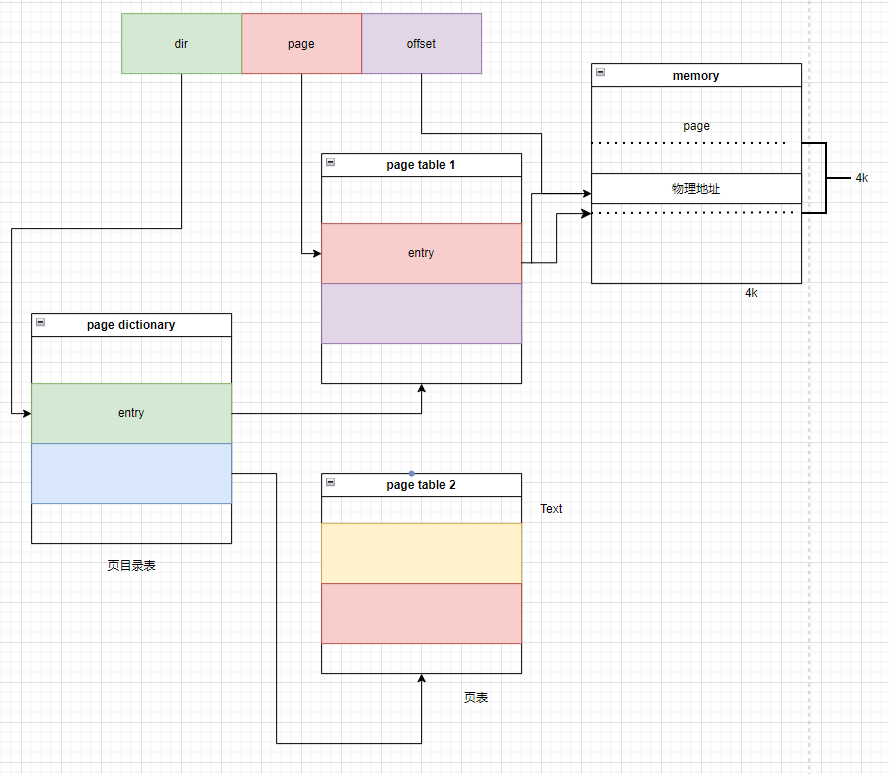 dir
page
offset
memory
page
4k
物理地址
4k
page table 1
entry
page dictionary
entry
页目录表
page table 2
Text
页表